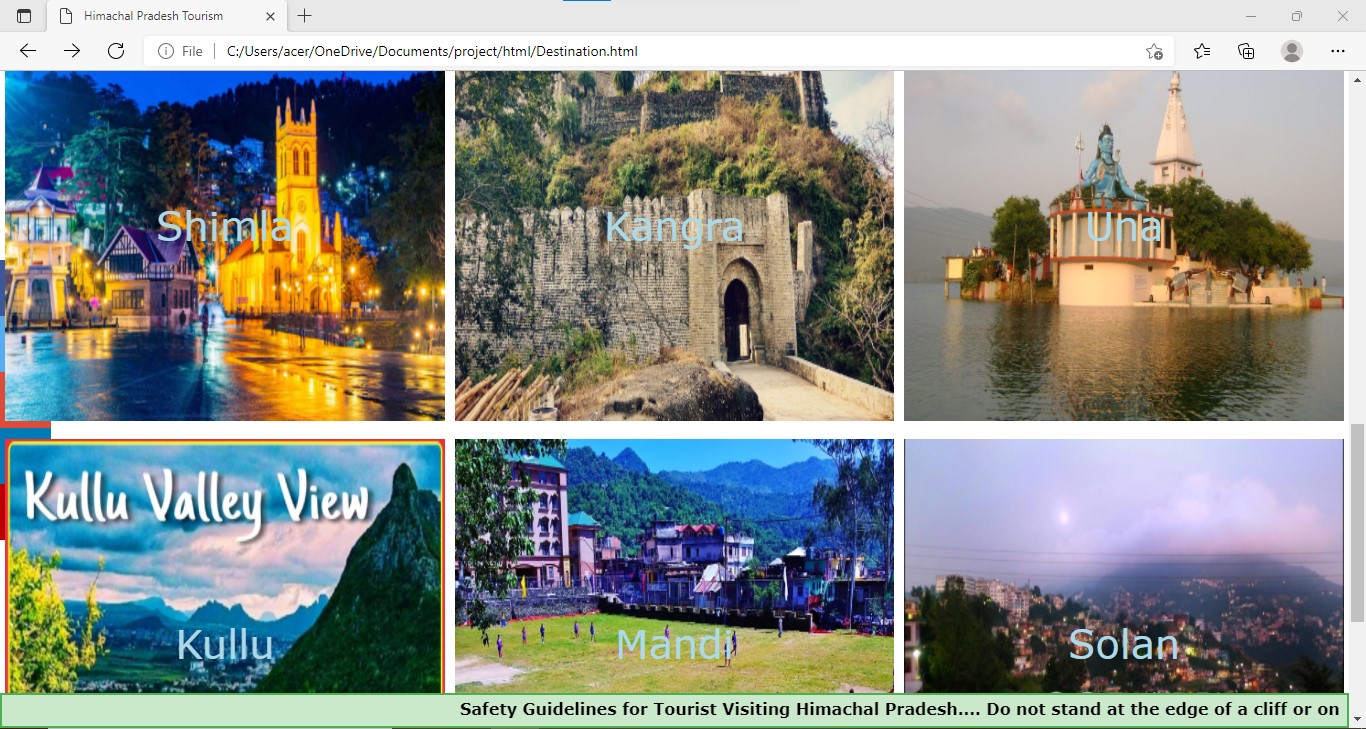 Himachal Pradesh Tourism
File
C:/Users/acer/OneDrive/Documents/project/html/Destination.html
Shimla
Kangra
Una
Kullu Valley View
Kullu
Mandi
Solan
Safety Guidelines for Tourist Visiting Himachal Pradesh.... Do not stand at the edge of a cliff or on